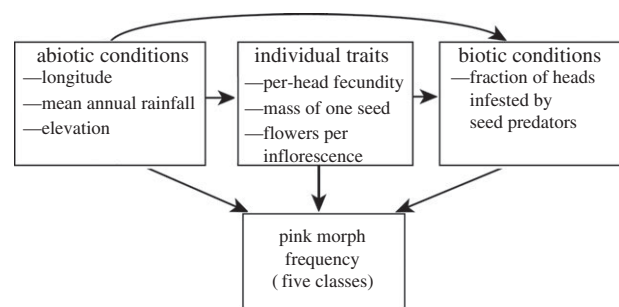 abiotic conditions
—longitude
—mean annual rainfall
—elevation
individual traits
—per-head fecundity
—mass of one seed
—flowers per
inflorescence
biotic conditions
—fraction of heads
infested by
seed predators
pink morph
frequency
( five classes)